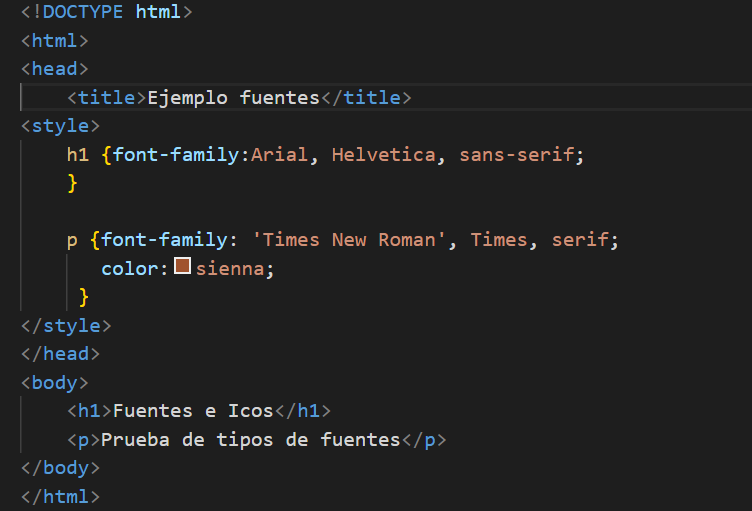 <!DOCTYPE html>
<html>
<head>
    <title>Ejemplo fuentes</title>
<style>
    h1 {font-family:Arial, Helvetica, sans-serif;
    }

    p {font-family: 'Times New Roman', Times, serif;
       color:sienna;
     }
</style>
</head>
<body>
    <h1>Fuentes e Icos</h1>
    <p>Prueba de tipos de fuentes</p>
</body>
</html>